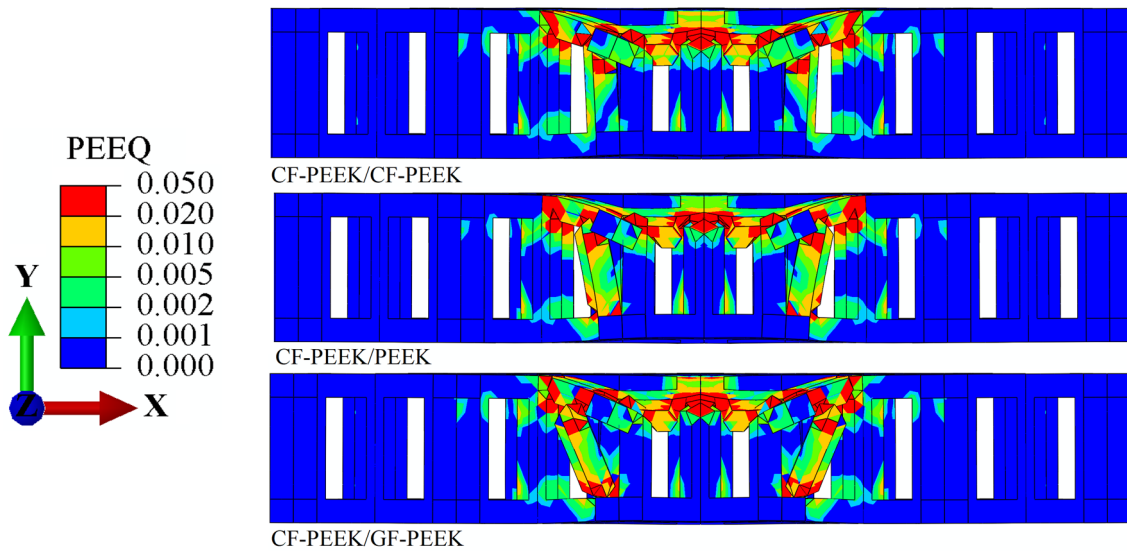 PEEQ
0.050
0.020
0.010
0.005
0.002
0.001
0.000
Y
Z
X
CF-PEEK/CF-PEEK
CF-PEEK/PEEK
CF-PEEK/GF-PEEK